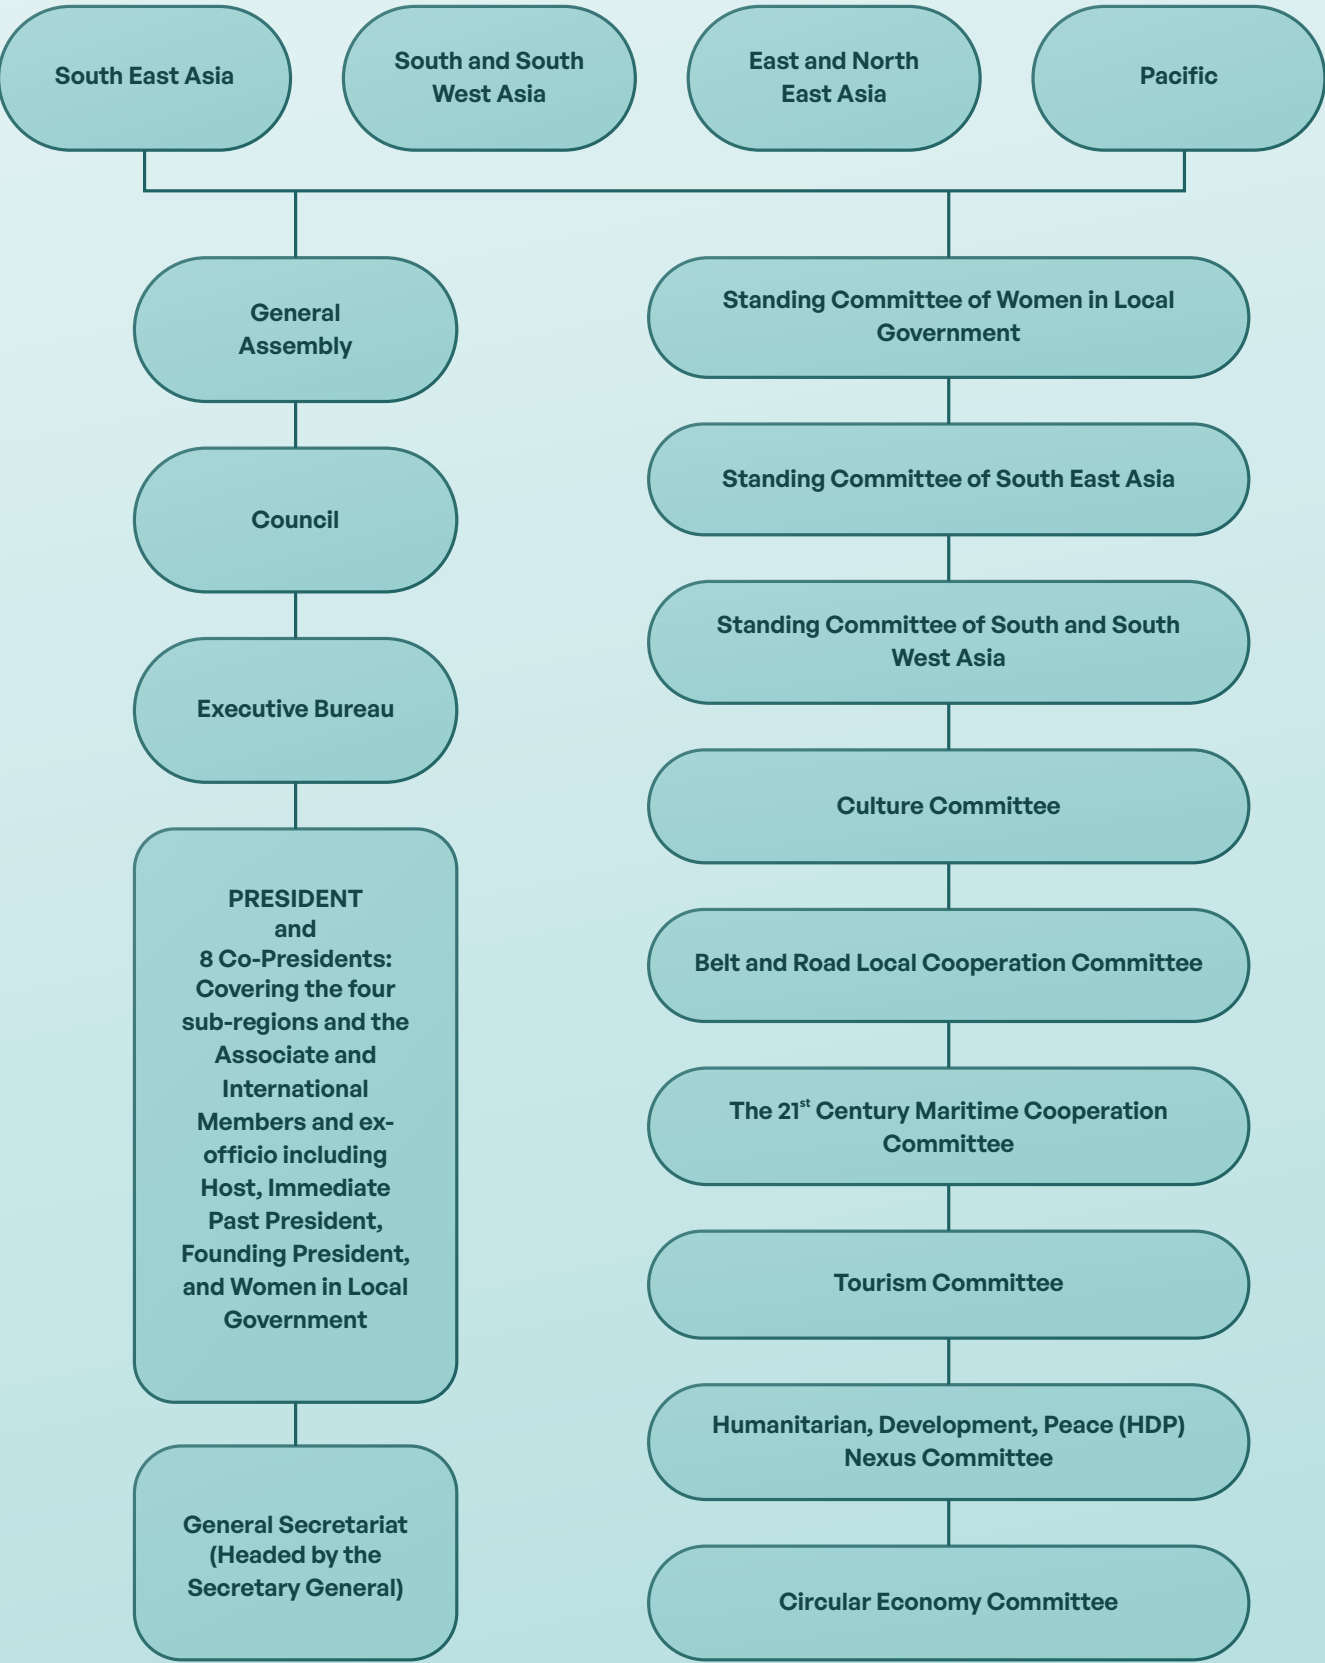 South East Asia
South and South
West Asia
East and North
East Asia
Pacific
General
Assembly
Council
Executive Bureau
PRESIDENT
and
8 Co-Presidents:
Covering the four
sub-regions and the
Associate and
International
Members and ex-
officio including
Host, Immediate
Past President,
Founding President,
and Women in Local
Government
General Secretariat
(Headed by the
Secretary General)
Standing Committee of Women in Local
Government
Standing Committee of South East Asia
Standing Committee of South and South
West Asia
Culture Committee
Belt and Road Local Cooperation Committee
The 21st Century Maritime Cooperation
Committee
Tourism Committee
Humanitarian, Development, Peace (HDP)
Nexus Committee
Circular Economy Committee